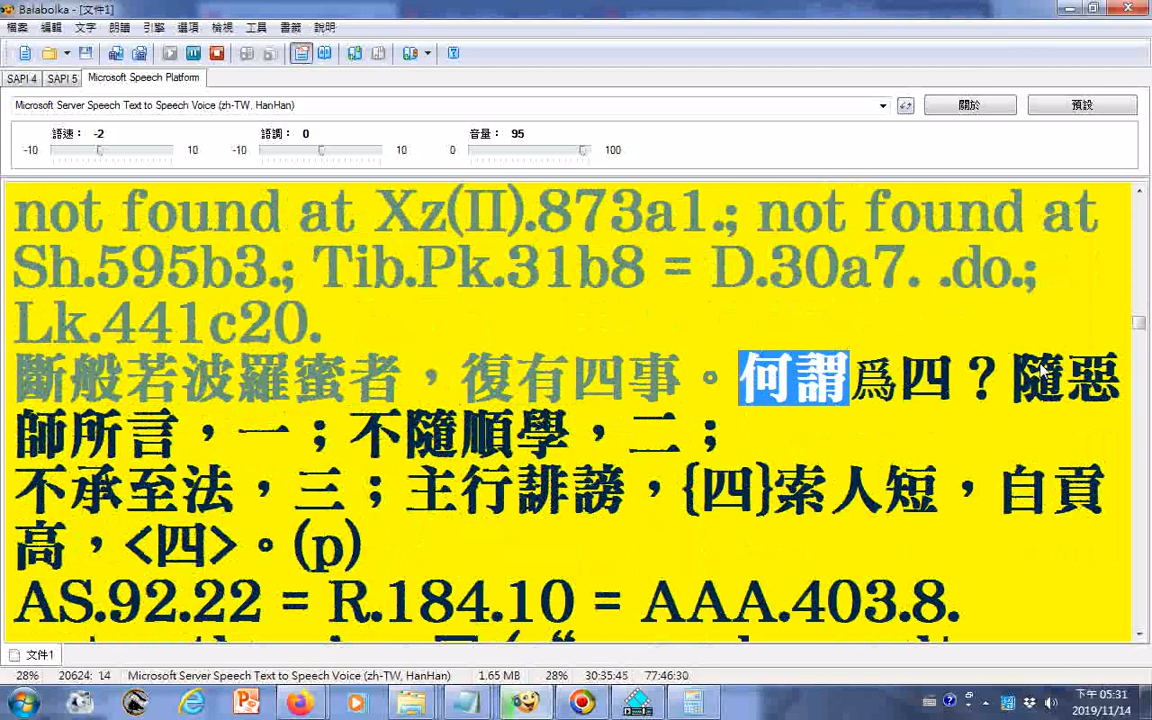 Balabolka - [文件1]
檔案 編輯 文字 朗讀 引擎 選項 檢視 工具 書籤 說明
SAPI 4 SAPI 5 Microsoft Speech Platform
Microsoft Server Speech Text to Speech Voice (zh-TW, HanHan) 關於 預設
語速： -2 語調： 0 音量： 95
-10 10 -10 10 0 100
not found at Xz(II).873a1.; not found at
Sh.595b3.; Tib.Pk.31b8 = D.30a7. .do.;
Lk.441c20.
斷般若波羅蜜者，復有四事。何謂爲四？隨惡
師所言，一；不隨順學，二；
不承至法，三；主行誹謗，{四}索人短，自貢
高，<四>。(p)
AS.92.22 = R.184.10 = AAA.403.8.
文件1
28% 20624: 14 Microsoft Server Speech Text to Speech Voice (zh-TW, HanHan) 1.65 MB 28% 30:35:45 77:46:30
下午 05:31
2019/11/14